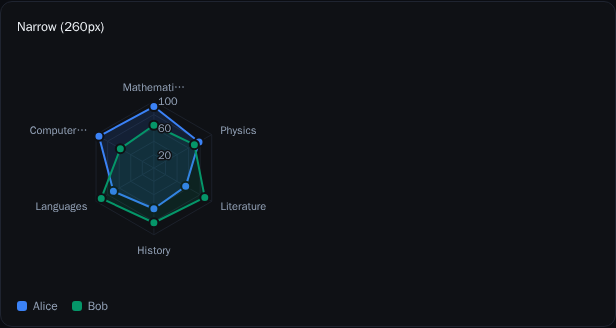 Narrow (260px)
Mathemati···
100
Computer···
60
Physics
20
Languages
Literature
History
Alice
Bob